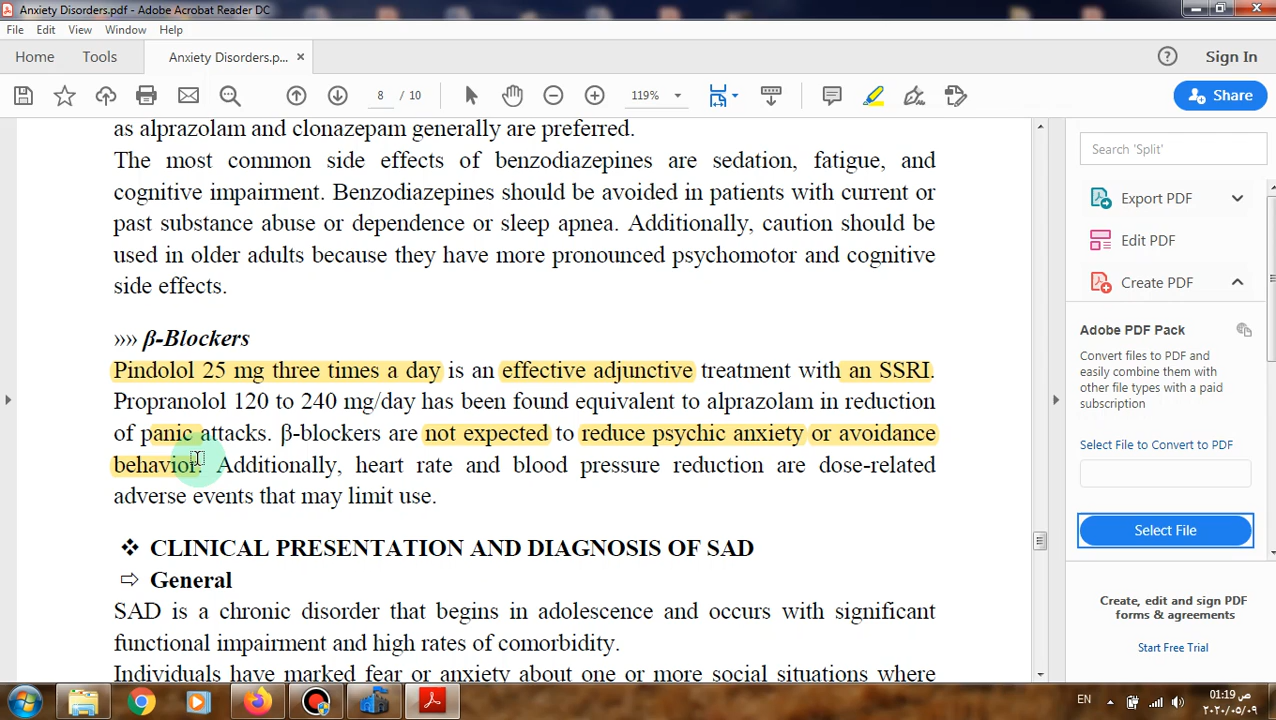 Anxiety Disorders.pdf - Adobe Acrobat Reader DC
File Edit View Window Help
Home Tools Anxiety Disorders.p... × Sign In
8 / 10 119% Share
as alprazolam and clonazepam generally are preferred.
The most common side effects of benzodiazepines are sedation, fatigue, and
cognitive impairment. Benzodiazepines should be avoided in patients with current or
past substance abuse or dependence or sleep apnea. Additionally, caution should be
used in older adults because they have more pronounced psychomotor and cognitive
side effects.
»» β-Blockers
Pindolol 25 mg three times a day is an effective adjunctive treatment with an SSRI.
Propranolol 120 to 240 mg/day has been found equivalent to alprazolam in reduction
of panic attacks. β-blockers are not expected to reduce psychic anxiety or avoidance
behavior. Additionally, heart rate and blood pressure reduction are dose-related
adverse events that may limit use.
❖ CLINICAL PRESENTATION AND DIAGNOSIS OF SAD
⇨ General
SAD is a chronic disorder that begins in adolescence and occurs with significant
functional impairment and high rates of comorbidity.
Individuals have marked fear or anxiety about one or more social situations where
Search 'Split'
Export PDF
Edit PDF
Create PDF
Adobe PDF Pack
Convert files to PDF and
easily combine them with
other file types with a paid
subscription
Select File to Convert to PDF
Select File
Create, edit and sign PDF
forms & agreements
Start Free Trial
EN
01:19 ص
٢٠٢٠/٠٥/٠٩